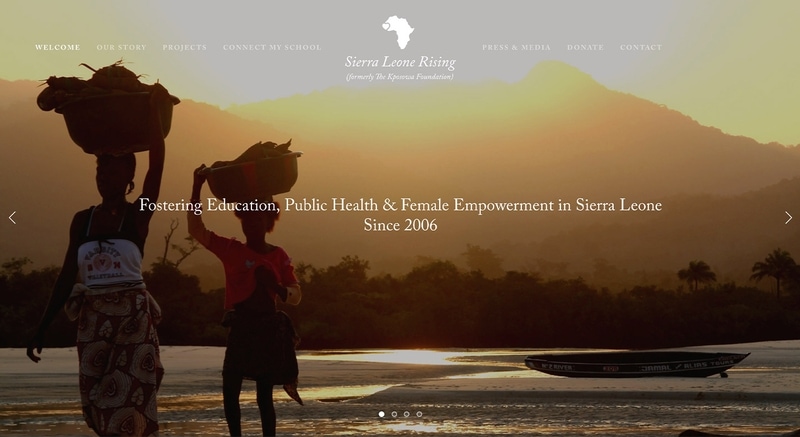 WELCOME
OUR STORY
PROJECTS
CONNECT MY SCHOOL
Sierra Leone Rising
(formerly The Kposowa Foundation)
PRESS & MEDIA
DONATE
CONTACT
Fostering Education, Public Health & Female Empowerment in Sierra Leone
Since 2006
VARSITY